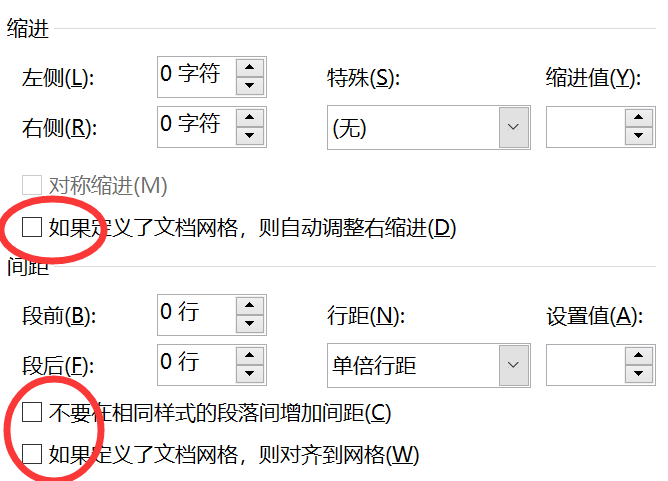 缩进
左侧(L): 0 字符 特殊(S): 缩进值(Y):
右侧(R): 0 字符 (无)
对称缩进(M)
如果定义了文档网格，则自动调整右缩进(D)
间距
段前(B): 0 行 行距(N): 设置值(A):
段后(F): 0 行 单倍行距
不要在相同样式的段落间增加间距(C)
如果定义了文档网格，则对齐到网格(W)